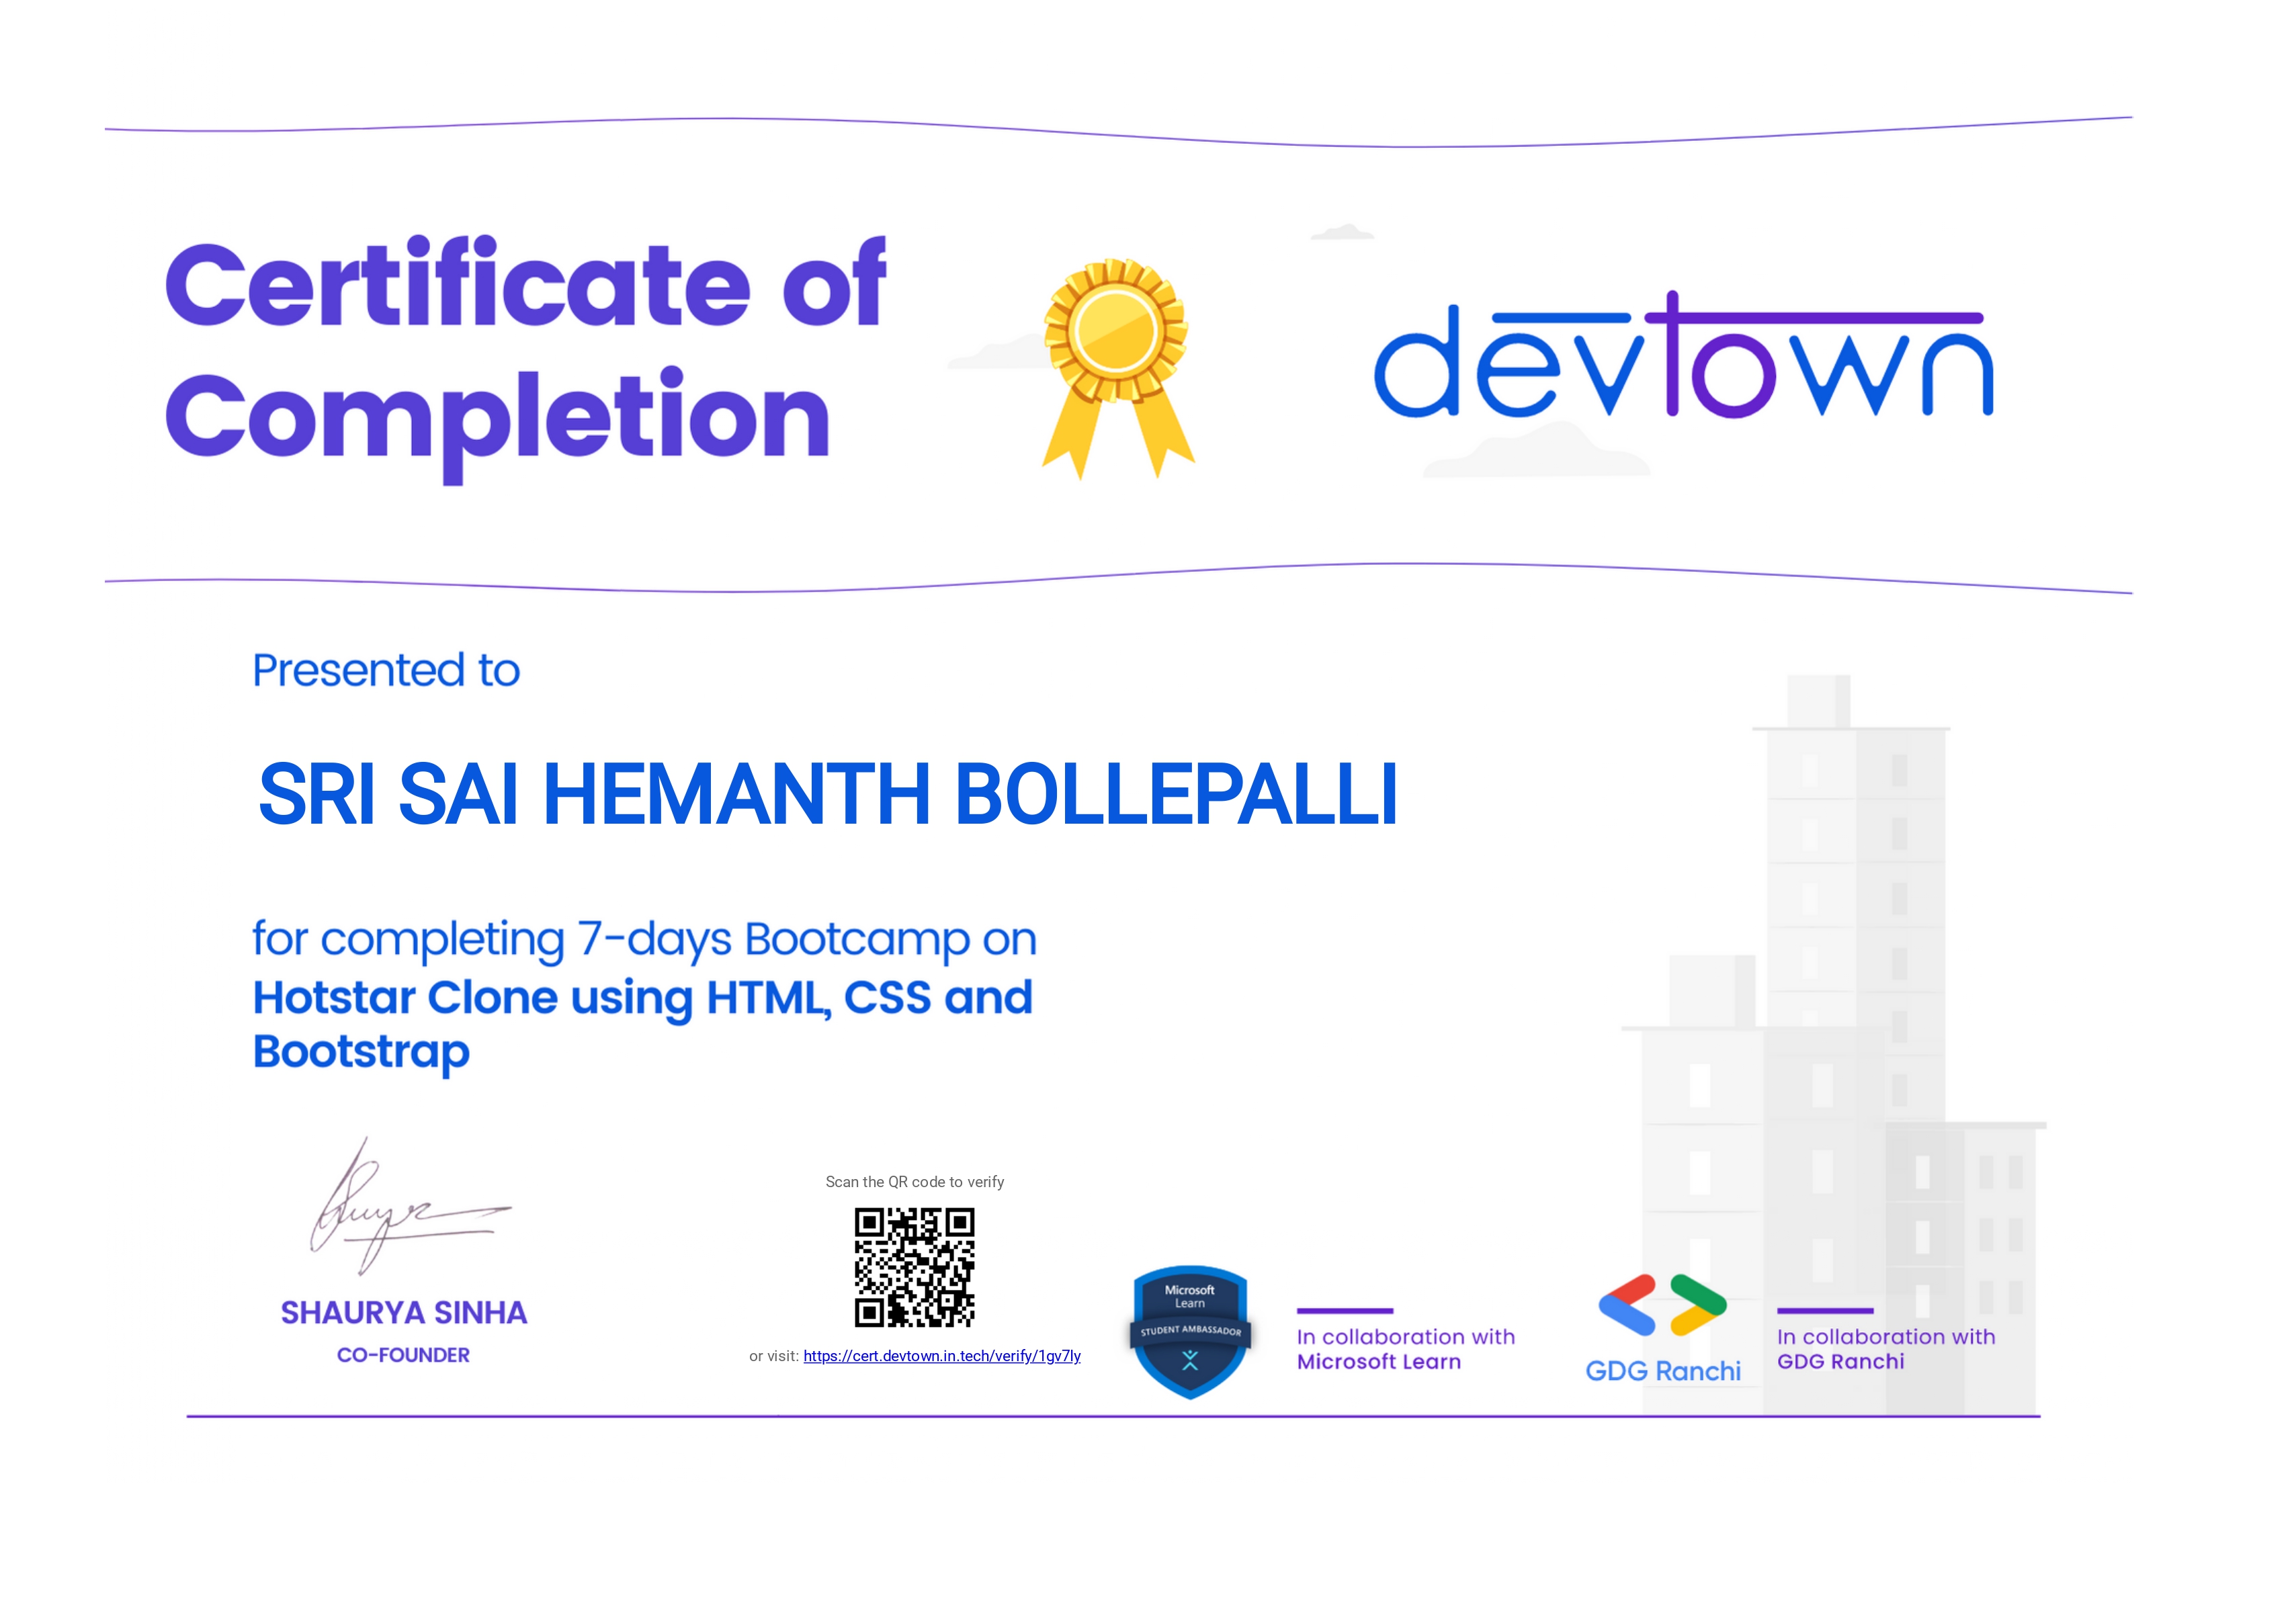 Certificate of
Completion
devtown
Presented to
SRI SAI HEMANTH BOLLEPALLI
for completing 7-days Bootcamp on
Hotstar Clone using HTML, CSS and
Bootstrap
SHAURYA SINHA
CO-FOUNDER
Scan the QR code to verify
or visit: https://cert.devtown.in.tech/verify/1gv7ly
Microsoft
Learn
STUDENT AMBASSADOR
In collaboration with
Microsoft Learn
GDG Ranchi
In collaboration with
GDG Ranchi